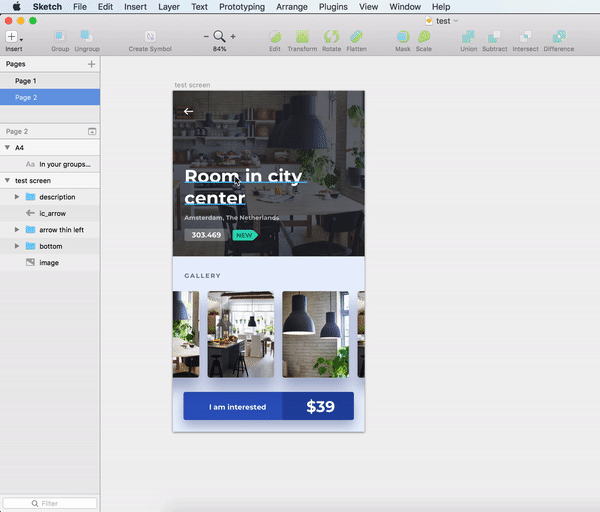 Sketch File Edit Insert Layer Text Prototyping Arrange Plugins View Window Help
test
Insert Group Ungroup Create Symbol 84% Edit Transform Rotate Flatten Mask Scale Union Subtract Intersect Difference
Pages
Page 1
Page 2
Page 2
A4
Aa In your groups...
test screen
description
ic_arrow
arrow thin left
bottom
image
Filter
test screen
Room in city
center
Amsterdam, The Netherlands
303.469 NEW
GALLERY
I am interested $39